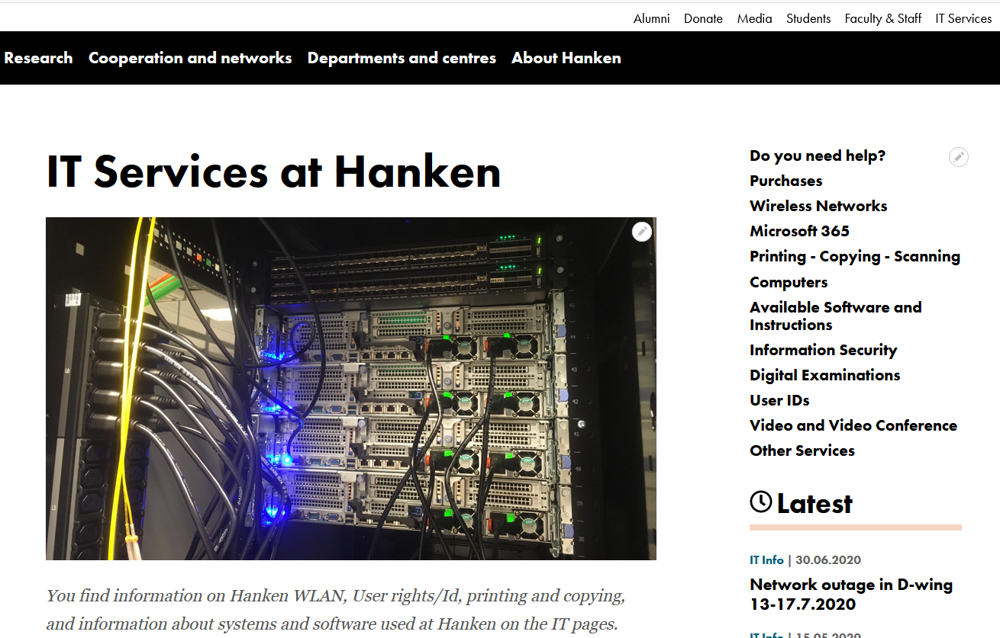 Alumni Donate Media Students Faculty & Staff IT Services
Research Cooperation and networks Departments and centres About Hanken
IT Services at Hanken
You find information on Hanken WLAN, User rights/Id, printing and copying,
and information about systems and software used at Hanken on the IT pages.
Do you need help?
Purchases
Wireless Networks
Microsoft 365
Printing - Copying - Scanning
Computers
Available Software and
Instructions
Information Security
Digital Examinations
User IDs
Video and Video Conference
Other Services
Latest
IT Info | 30.06.2020
Network outage in D-wing
13-17.7.2020
IT Info | 15.05.2020